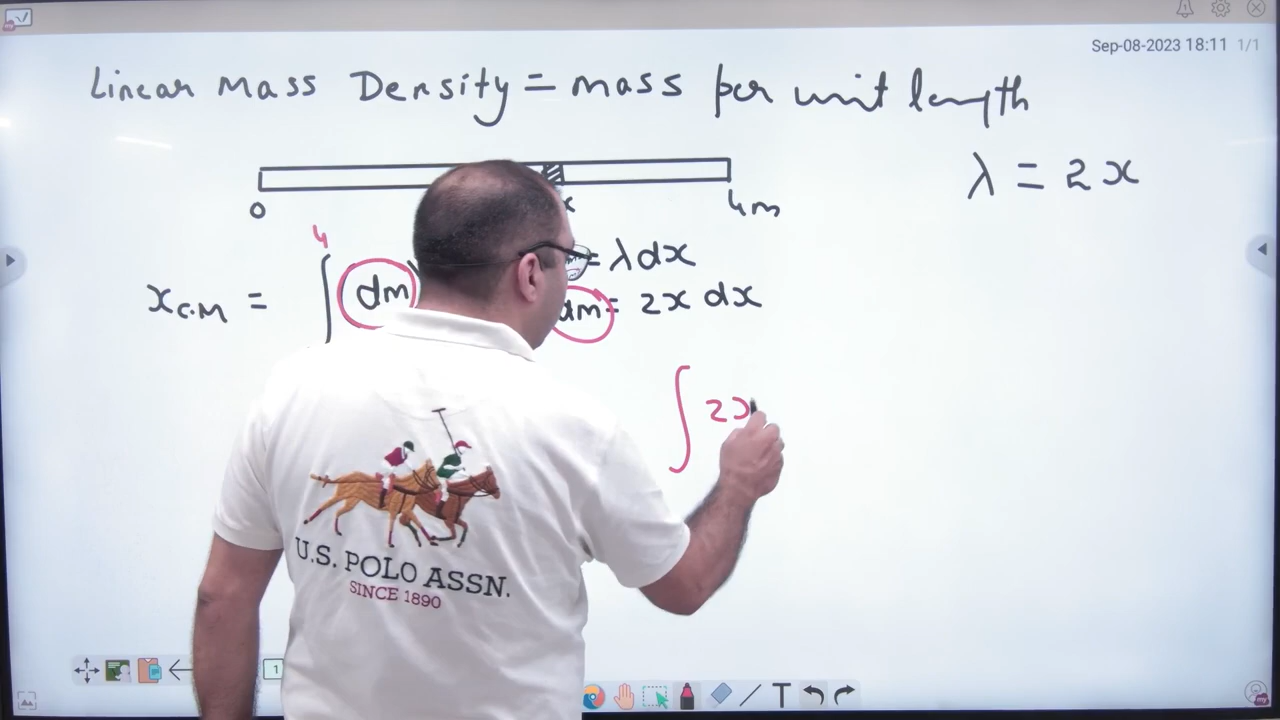 Sep-08-2023 18:11 1/1
Linear Mass Density = mass per unit length
λ = 2x
0
x
4m
4
x_C.M = ∫ dm
= λdx
dm = 2x dx
∫ 2x
U.S. POLO ASSN.
SINCE 1890
1
T